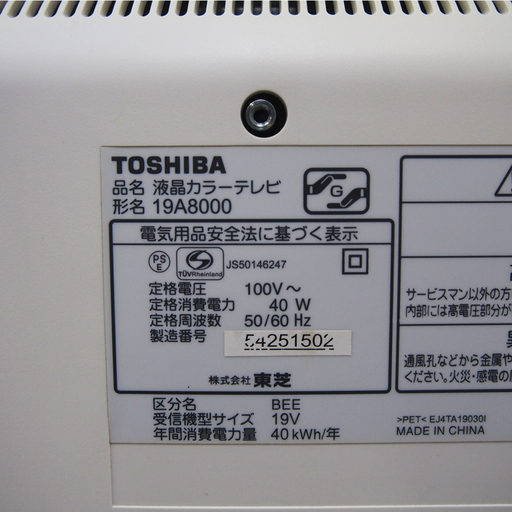 TOSHIBA
品名 液晶カラーテレビ
形名 19A8000
G
電気用品安全法に基づく表示
PS
E
TÜVRheinland
JS50146247
定格電圧 100V～
定格消費電力 40 W
定格周波数 50/60 Hz
製造番号 54251502
株式会社 東芝
区分名 BEE
受信機型サイズ 19V
年間消費電力量 40 kWh/年
サービスマン以外の方
内部には高電圧部分が
通風孔などから金属や
ください。火災・感電の
>PET< EJ4TA19030I
MADE IN CHINA